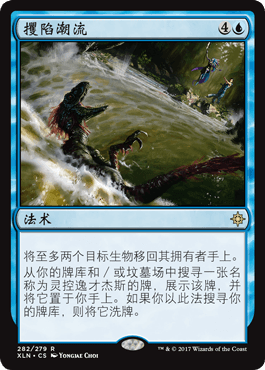 攫陷潮流 4
法术
将至多两个目标生物移回其拥有者手上。
从你的牌库和／或坟墓场中搜寻一张名
称为灵控逸才杰斯的牌，展示该牌，并
将它置于你手上。如果你以此法搜寻你
的牌库，则将它洗牌。
282/279 R
XLN • CS YONGJAE CHOI
™ & © 2017 Wizards of the Coast